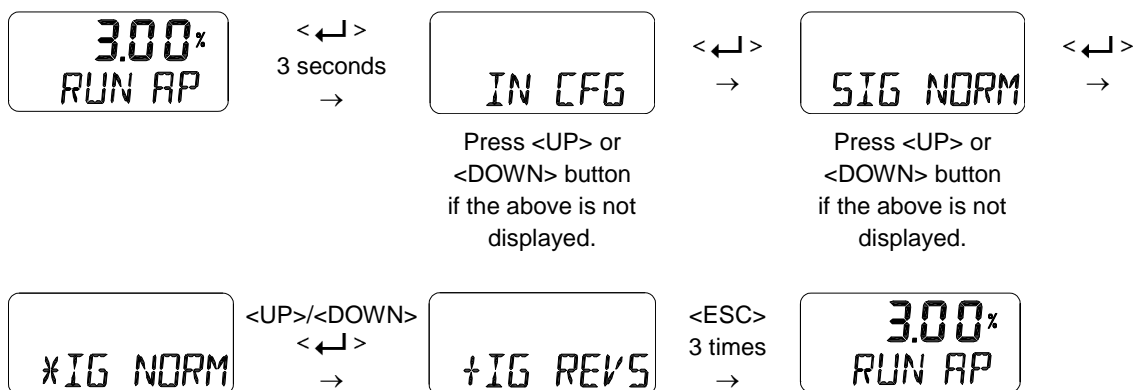 3.00%
RUN AP
< ↵ >
3 seconds
→
IN CFG
Press <UP> or
<DOWN> button
if the above is not
displayed.
< ↵ >
→
SIG NORM
Press <UP> or
<DOWN> button
if the above is not
displayed.
< ↵ >
→
*IG NORM
<UP>/<DOWN>
< ↵ >
→
+IG REVS
<ESC>
3 times
→
3.00%
RUN AP